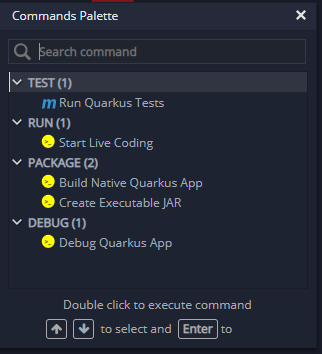 Commands Palette
Search command
TEST (1)
m Run Quarkus Tests
RUN (1)
>_ Start Live Coding
PACKAGE (2)
>_ Build Native Quarkus App
>_ Create Executable JAR
DEBUG (1)
>_ Debug Quarkus App
Double click to execute command
to select and Enter to